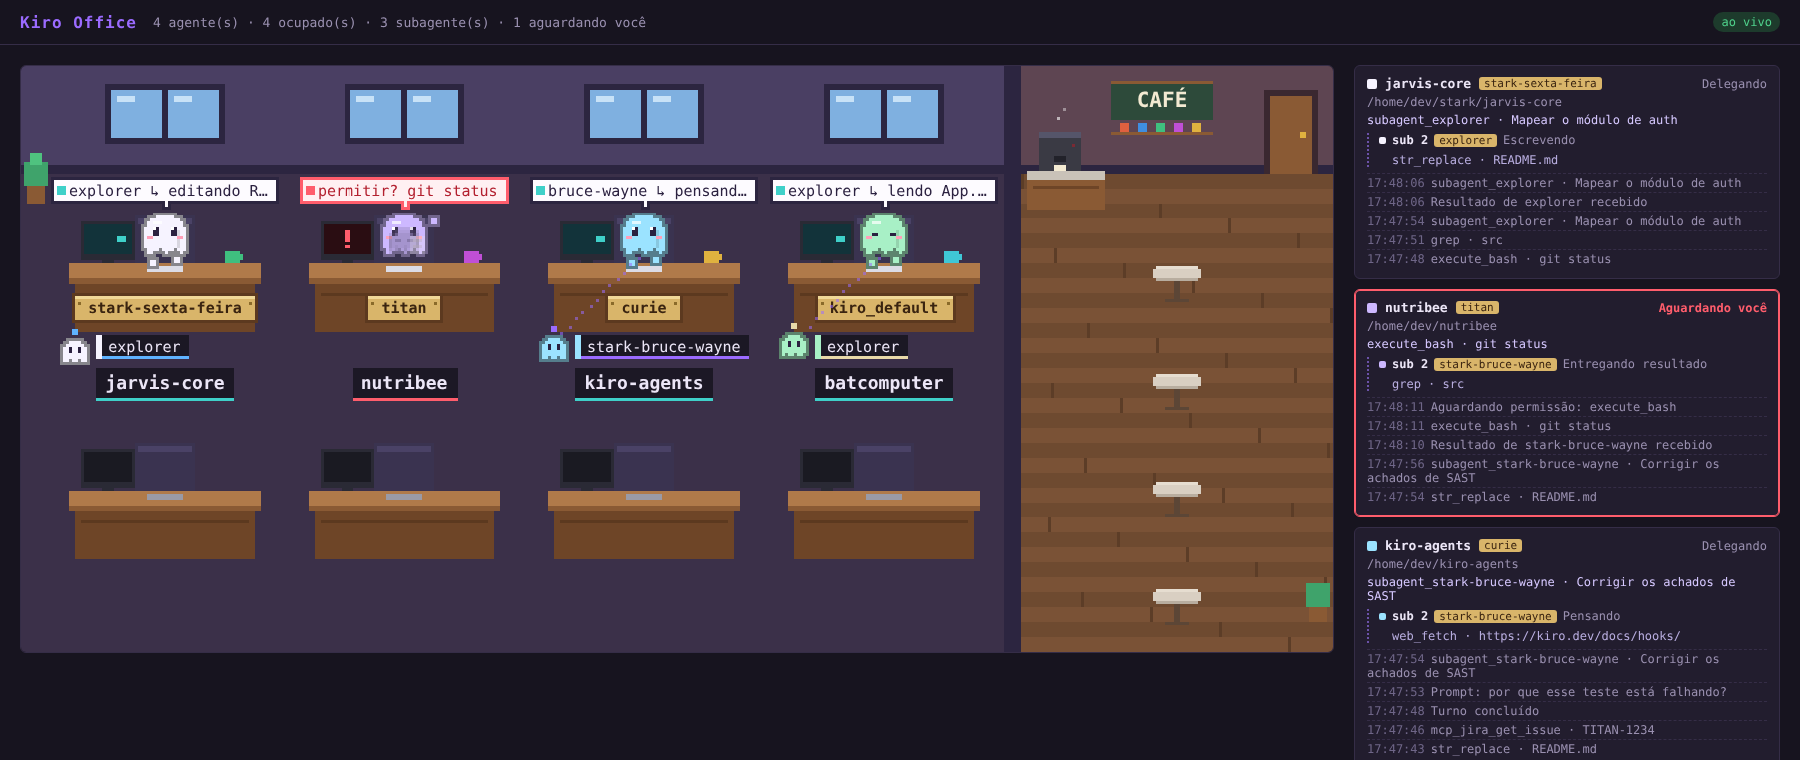 Kiro Office 4 agente(s) · 4 ocupado(s) · 3 subagente(s) · 1 aguardando você
ao vivo
CAFÉ
explorer ↳ editando R…
permitir? git status
bruce-wayne ↳ pensand…
explorer ↳ lendo App.…
!
stark-sexta-feira
titan
curie
kiro_default
explorer
stark-bruce-wayne
explorer
jarvis-core
nutribee
kiro-agents
batcomputer
jarvis-core stark-sexta-feira Delegando
/home/dev/stark/jarvis-core
subagent_explorer · Mapear o módulo de auth
sub 2 explorer Escrevendo
str_replace · README.md
17:48:06 subagent_explorer · Mapear o módulo de auth
17:48:06 Resultado de explorer recebido
17:47:54 subagent_explorer · Mapear o módulo de auth
17:47:51 grep · src
17:47:48 execute_bash · git status
nutribee titan Aguardando você
/home/dev/nutribee
execute_bash · git status
sub 2 stark-bruce-wayne Entregando resultado
grep · src
17:48:11 Aguardando permissão: execute_bash
17:48:11 execute_bash · git status
17:48:10 Resultado de stark-bruce-wayne recebido
17:47:56 subagent_stark-bruce-wayne · Corrigir os
achados de SAST
17:47:54 str_replace · README.md
kiro-agents curie Delegando
/home/dev/kiro-agents
subagent_stark-bruce-wayne · Corrigir os achados de
SAST
sub 2 stark-bruce-wayne Pensando
web_fetch · https://kiro.dev/docs/hooks/
17:47:54 subagent_stark-bruce-wayne · Corrigir os
achados de SAST
17:47:53 Prompt: por que esse teste está falhando?
17:47:48 Turno concluído
17:47:46 mcp_jira_get_issue · TITAN-1234
17:47:43 str_replace · README.md